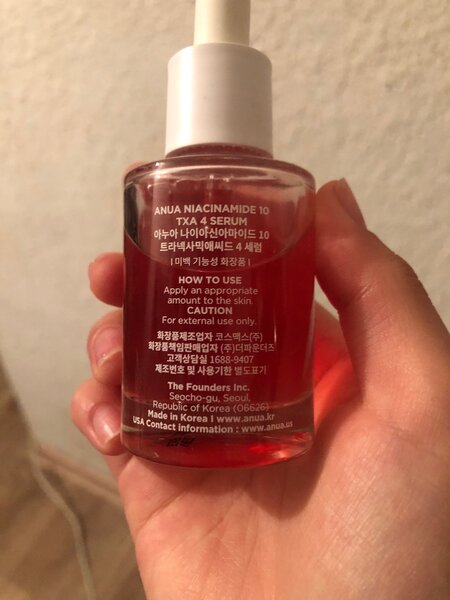 ANUA NIACINAMIDE 10
TXA 4 SERUM
아누아 나이아신아마이드 10
트라넥사믹애씨드 4 세럼
| 미백 기능성 화장품 |
HOW TO USE
Apply an appropriate
amount to the skin.
CAUTION
For external use only.
화장품제조업자 코스맥스(주)
화장품책임판매업자 (주)더파운더즈
고객상담실 1688-9407
제조번호 및 사용기한 별도표기
The Founders Inc.
Seocho-gu, Seoul,
Republic of Korea (06626)
Made in Korea | www.anua.kr
USA Contact information : www.anua.us